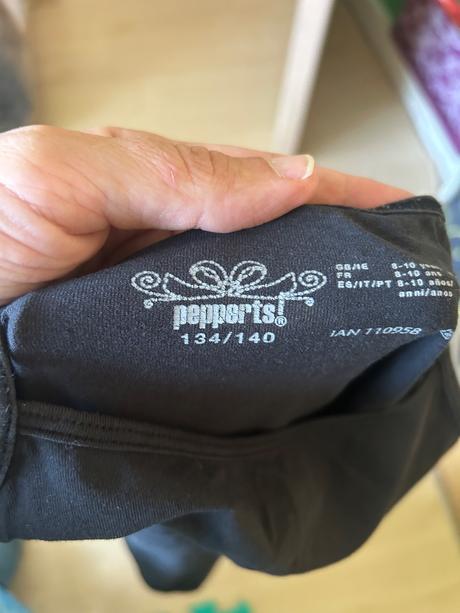 pepperts!®
134/140
GB/IE 8-10 years
FR 8-10 ans
ES/IT/PT 8-10 años/
anni/anos
IAN 110958